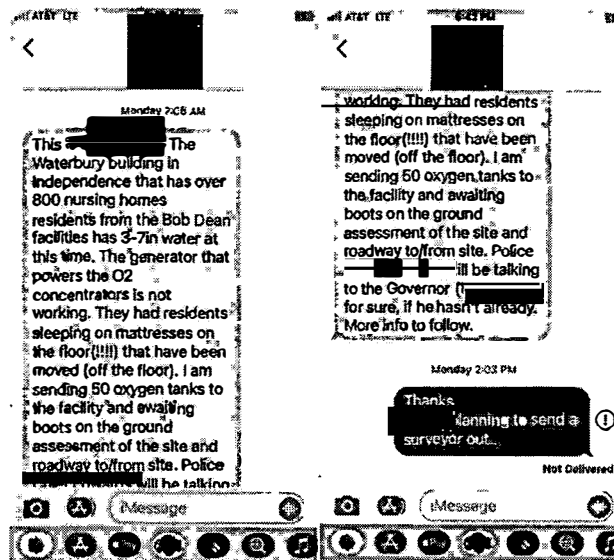 AT&T LTE
Monday 2:05 AM
This
The
Waterbury building in
Independence that has over
800 nursing homes
residents from the Bob Dean
facilities has 3-7in water at
this time. The generator that
powers the O2
concentrators is not
working. They had residents
sleeping on mattresses on
the floor(!!!!) that have been
moved (off the floor). I am
sending 50 oxygen tanks to
the facility and awaiting
boots on the ground
assessment of the site and
roadway to/from site. Police
will be talking
iMessage
AT&T LTE
working. They had residents
sleeping on mattresses on
the floor(!!!!) that have been
moved (off the floor). I am
sending 50 oxygen tanks to
the facility and awaiting
boots on the ground
assessment of the site and
roadway to/from site. Police
ill be talking
to the Governor (
for sure, if he hasn't already.
More info to follow.
Monday 2:03 PM
Thanks
lanning to send a
surveyor out...
Not Delivered
iMessage